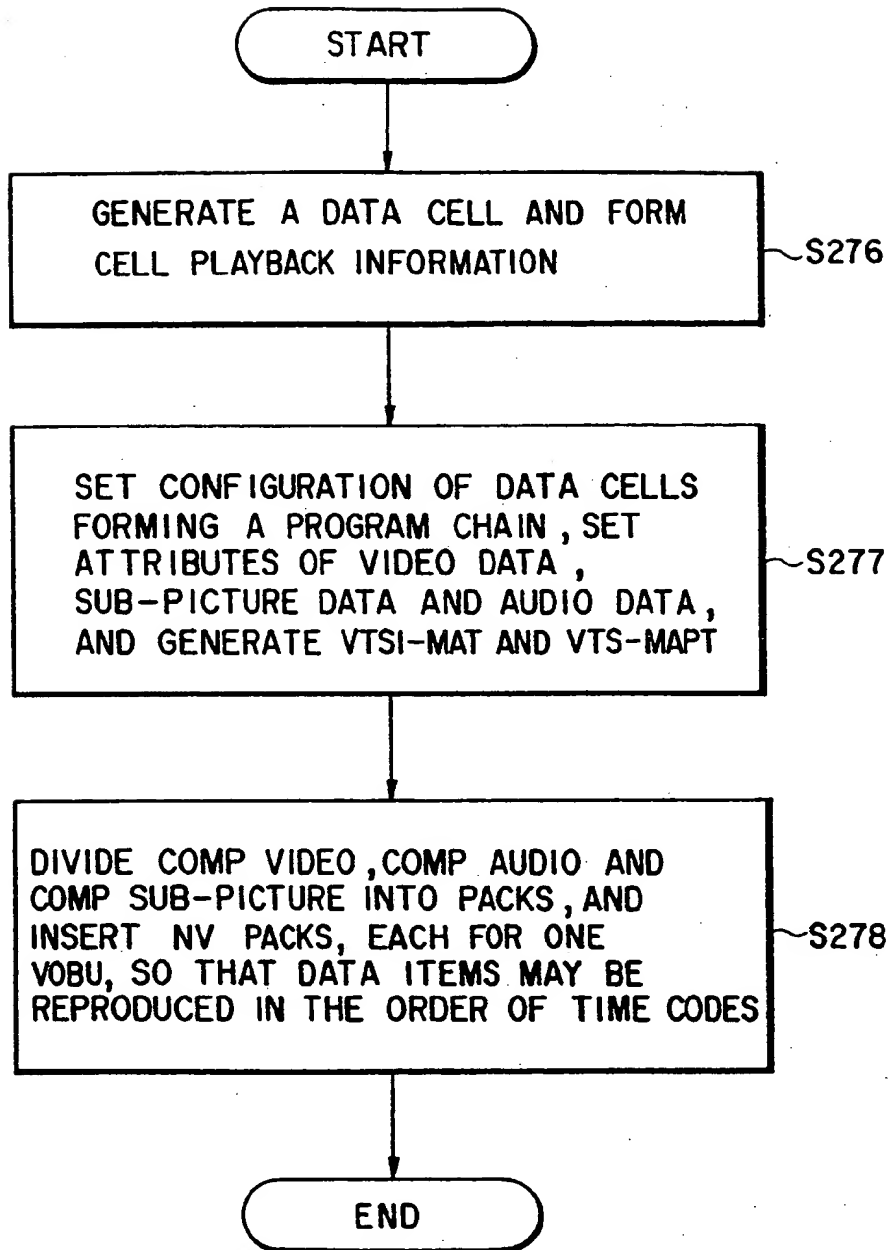 START
GENERATE A DATA CELL AND FORM
CELL PLAYBACK INFORMATION
S276
SET CONFIGURATION OF DATA CELLS
FORMING A PROGRAM CHAIN, SET
ATTRIBUTES OF VIDEO DATA,
SUB-PICTURE DATA AND AUDIO DATA,
AND GENERATE VTSI-MAT AND VTS-MAPT
S277
DIVIDE COMP VIDEO, COMP AUDIO AND
COMP SUB-PICTURE INTO PACKS, AND
INSERT NV PACKS, EACH FOR ONE
VOBU, SO THAT DATA ITEMS MAY BE
REPRODUCED IN THE ORDER OF TIME CODES
S278
END